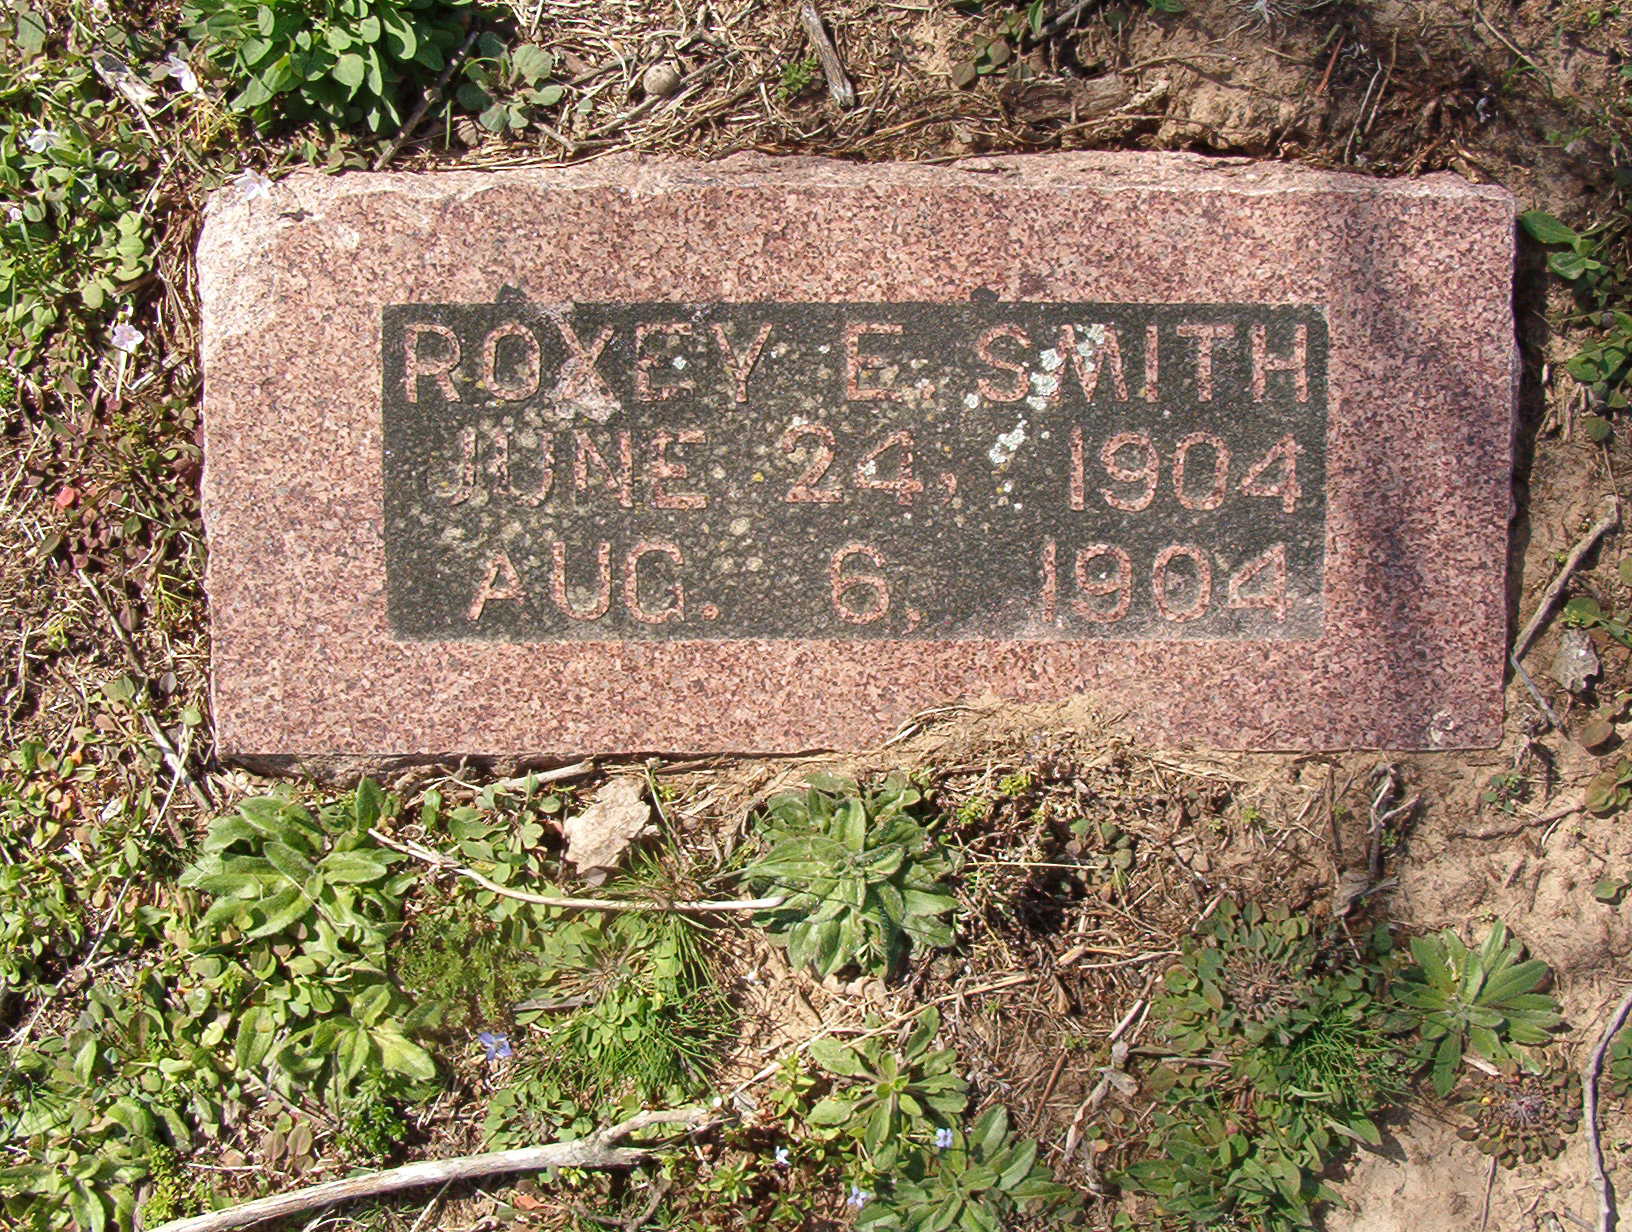 ROXEY E. SMITH
JUNE 24, 1904
AUG. 6, 1904